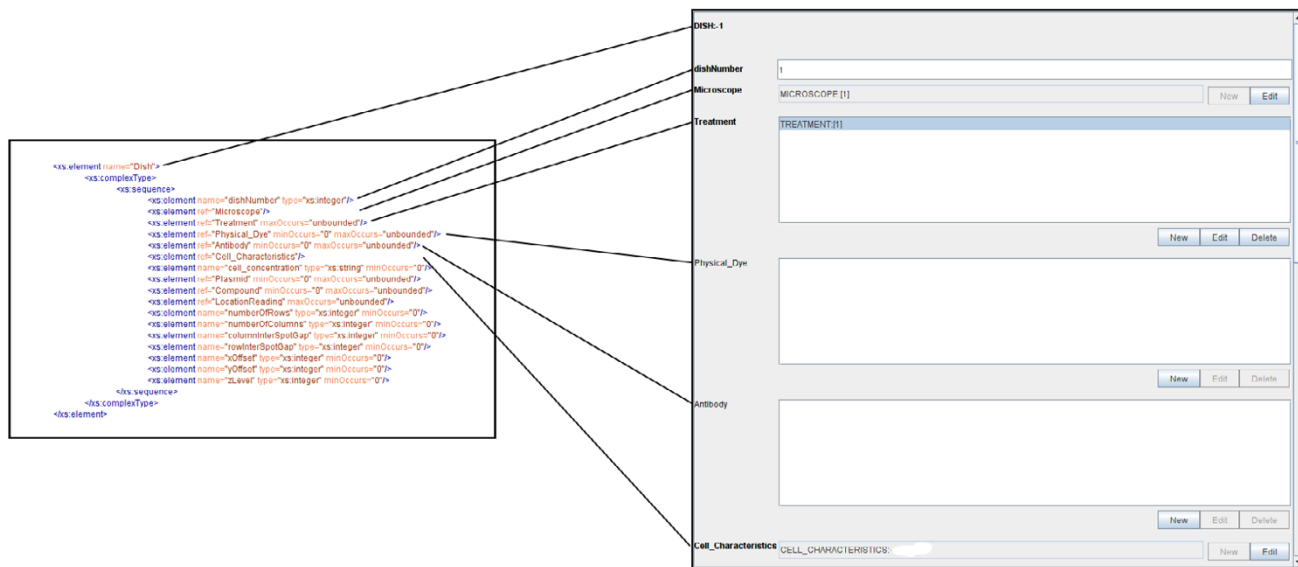 <xs:element name="Dish">
<xs:complexType>
<xs:sequence>
<xs:element name="dishNumber" type="xs:integer"/>
<xs:element ref="Microscope"/>
<xs:element ref="Treatment" maxOccurs="unbounded"/>
<xs:element ref="Physical_Dye" minOccurs="0" maxOccurs="unbounded"/>
<xs:element ref="Antibody" minOccurs="0" maxOccurs="unbounded"/>
<xs:element ref="Cell_Characteristics"/>
<xs:element name="cell_concentration" type="xs:string" minOccurs="0"/>
<xs:element ref="Plasmid" minOccurs="0" maxOccurs="unbounded"/>
<xs:element ref="Compound" minOccurs="0" maxOccurs="unbounded"/>
<xs:element ref="LocationReading" maxOccurs="unbounded"/>
<xs:element name="numberOfRows" type="xs:integer" minOccurs="0"/>
<xs:element name="numberOfColumns" type="xs:integer" minOccurs="0"/>
<xs:element name="columnInterSpotGap" type="xs:integer" minOccurs="0"/>
<xs:element name="rowInterSpotGap" type="xs:integer" minOccurs="0"/>
<xs:element name="xOffset" type="xs:integer" minOccurs="0"/>
<xs:element name="yOffset" type="xs:integer" minOccurs="0"/>
<xs:element name="zLevel" type="xs:integer" minOccurs="0"/>
</xs:sequence>
</xs:complexType>
</xs:element>
DISH:-1
dishNumber 1
Microscope MICROSCOPE:[1] New Edit
Treatment TREATMENT:[1]
New Edit Delete
Physical_Dye
New Edit Delete
Antibody
New Edit Delete
Cell_Characteristics CELL_CHARACTERISTICS: New Edit